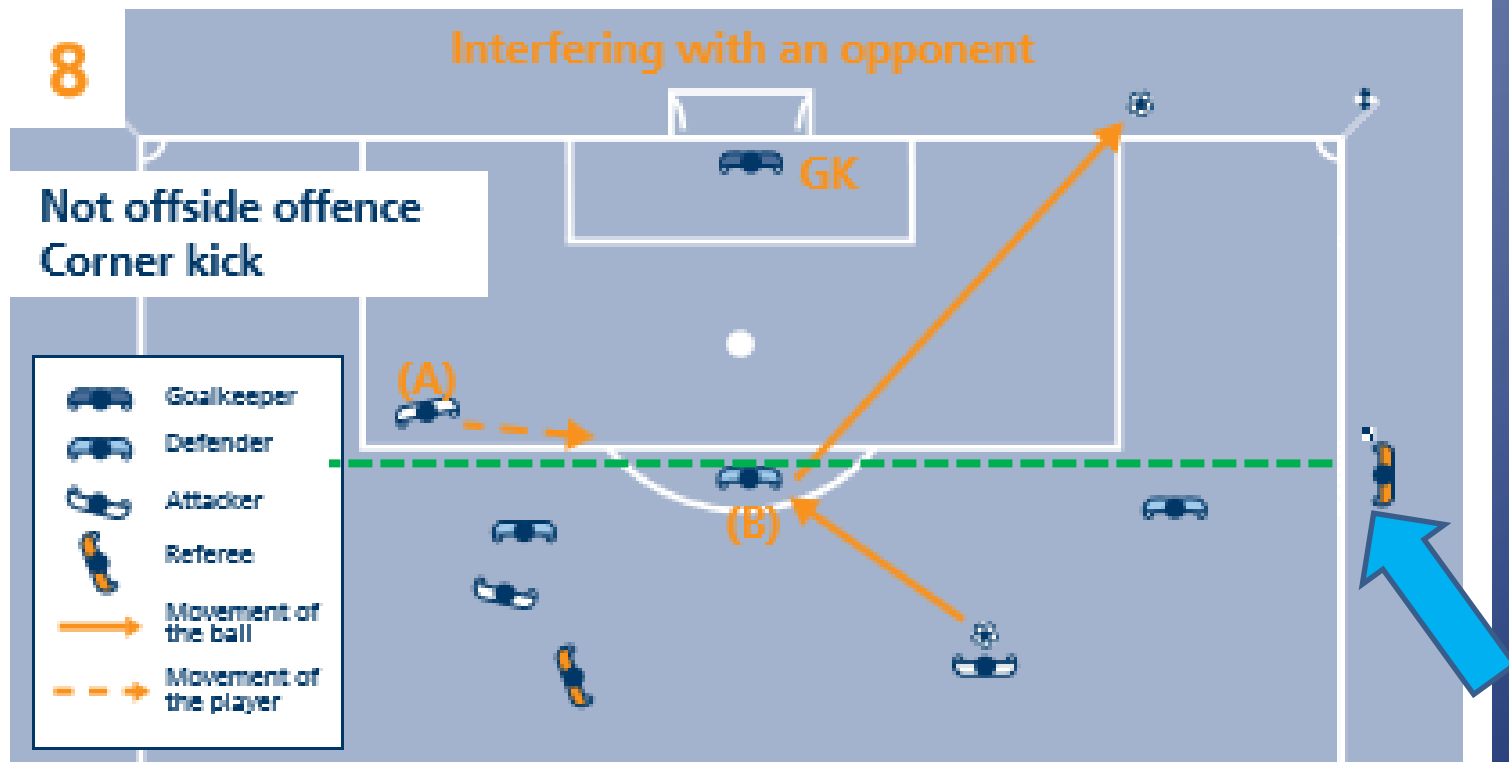 8
Interfering with an opponent
GK
Not offside offence
Corner kick
(A)
(B)
Goalkeeper
Defender
Attacker
Referee
Movement of
the ball
Movement of
the player